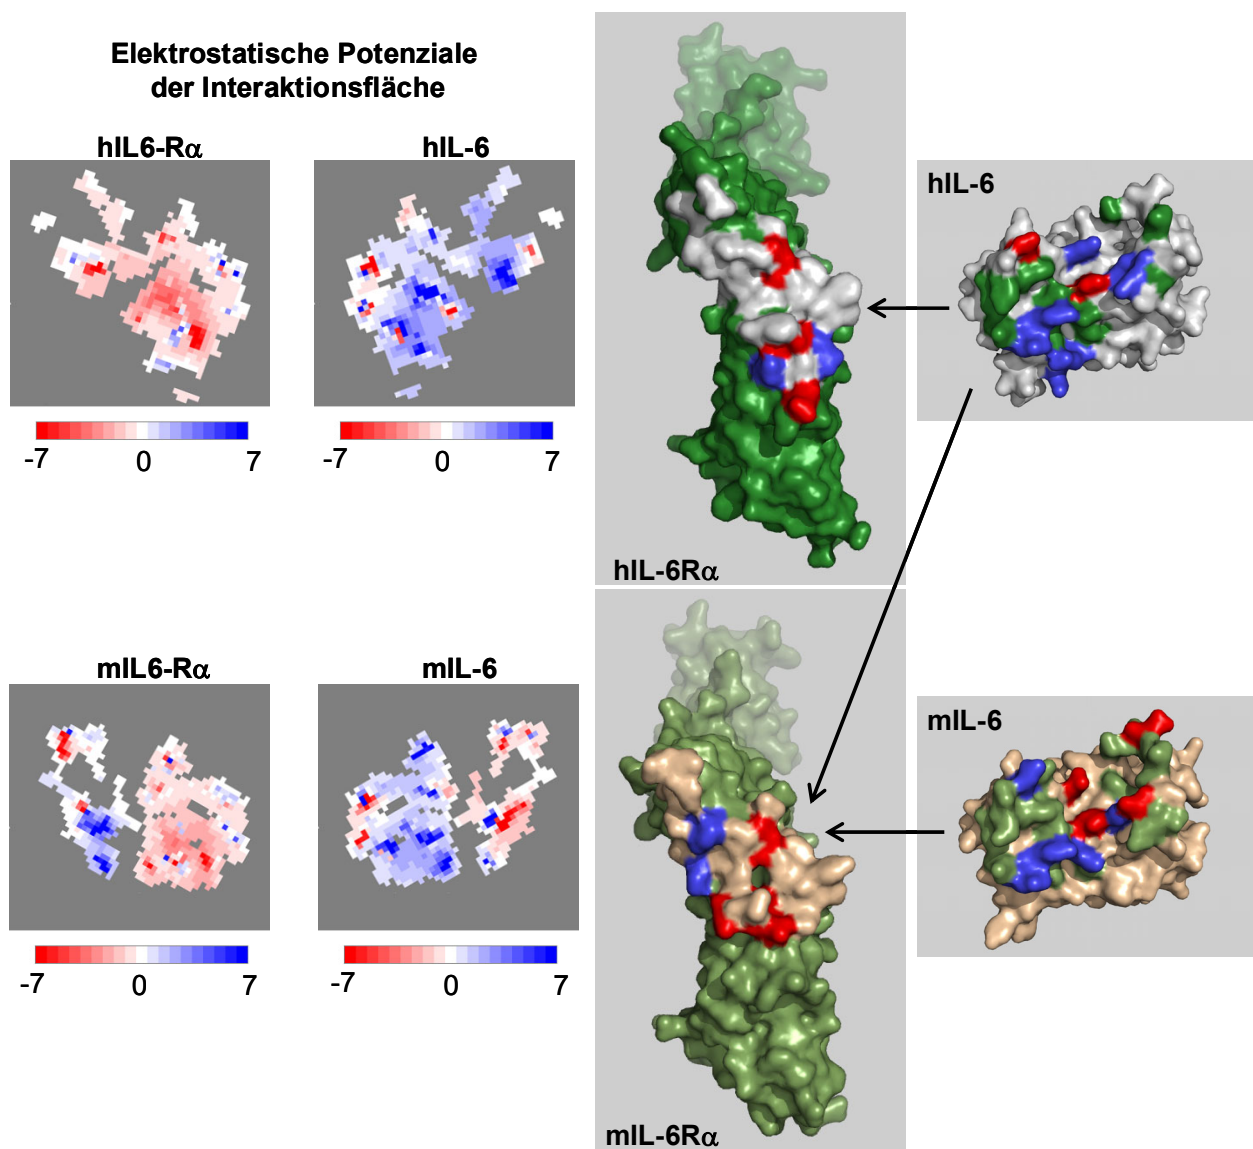 Elektrostatische Potenziale
der Interaktionsfläche
hIL6-Rα
hIL-6
-7 0 7
-7 0 7
hIL-6Rα
hIL-6
mIL6-Rα
mIL-6
-7 0 7
-7 0 7
mIL-6Rα
mIL-6